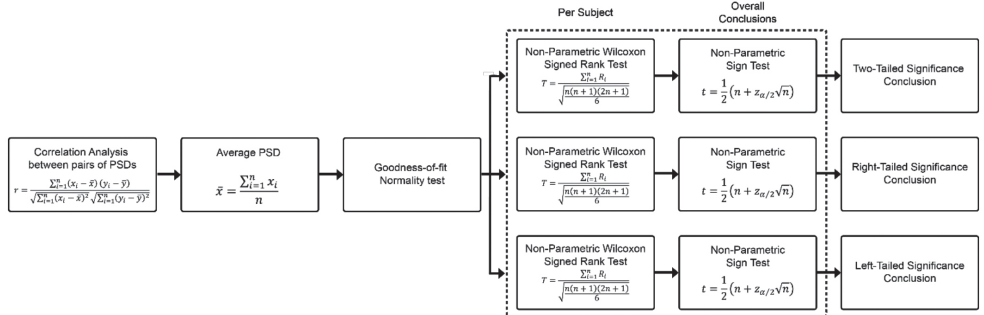 Per Subject
Overall
Conclusions
Non-Parametric Wilcoxon
Signed Rank Test
T = \frac{\sum_{i=1}^{n} R_i}{\sqrt{\frac{n(n+1)(2n+1)}{6}}}
Non-Parametric
Sign Test
t = \frac{1}{2}(n + z_{\alpha/2}\sqrt{n})
Two-Tailed Significance
Conclusion
Correlation Analysis
between pairs of PSDs
r = \frac{\sum_{i=1}^{n}(x_i - \bar{x})(y_i - \bar{y})}{\sqrt{\sum_{i=1}^{n}(x_i - \bar{x})^2}\sqrt{\sum_{i=1}^{n}(y_i - \bar{y})^2}}
Average PSD
\bar{x} = \frac{\sum_{i=1}^{n} x_i}{n}
Goodness-of-fit
Normality test
Non-Parametric Wilcoxon
Signed Rank Test
T = \frac{\sum_{i=1}^{n} R_i}{\sqrt{\frac{n(n+1)(2n+1)}{6}}}
Non-Parametric
Sign Test
t = \frac{1}{2}(n + z_{\alpha/2}\sqrt{n})
Right-Tailed Significance
Conclusion
Non-Parametric Wilcoxon
Signed Rank Test
T = \frac{\sum_{i=1}^{n} R_i}{\sqrt{\frac{n(n+1)(2n+1)}{6}}}
Non-Parametric
Sign Test
t = \frac{1}{2}(n + z_{\alpha/2}\sqrt{n})
Left-Tailed Significance
Conclusion